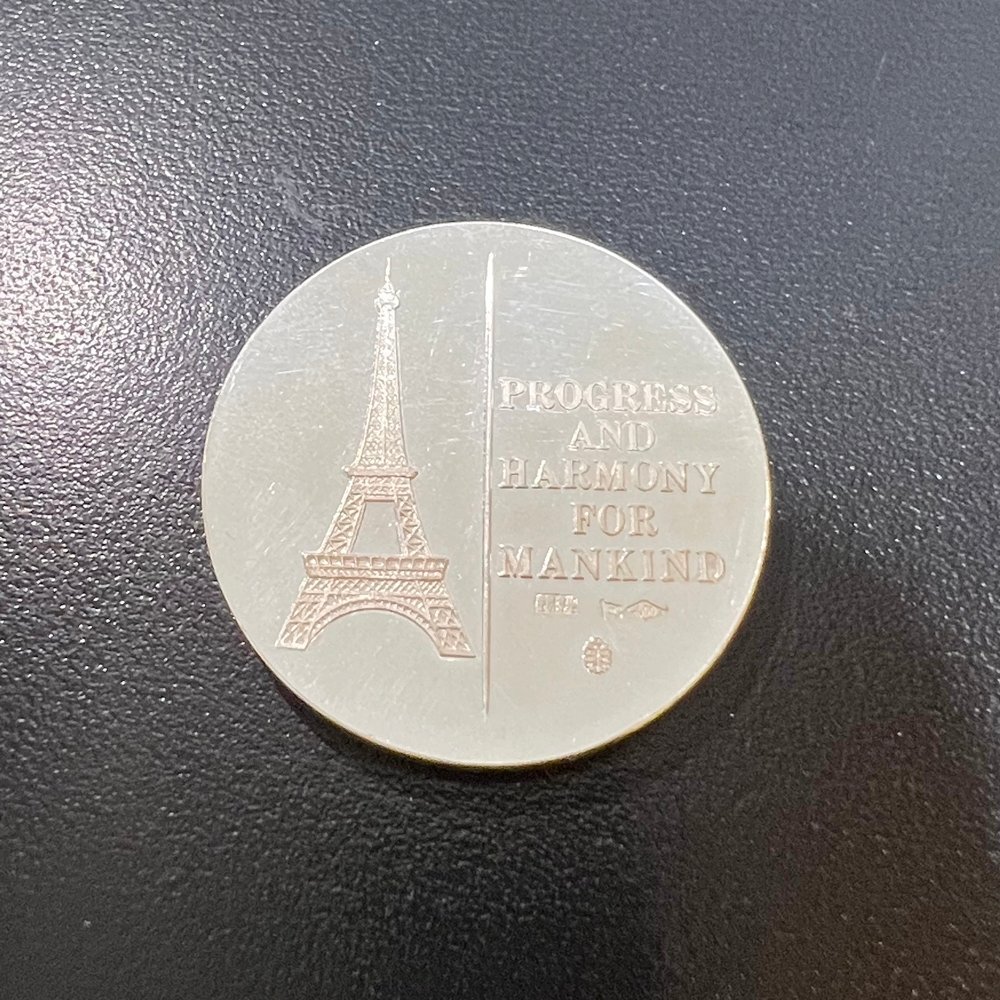 PROGRESS
AND
HARMONY
FOR
MANKIND